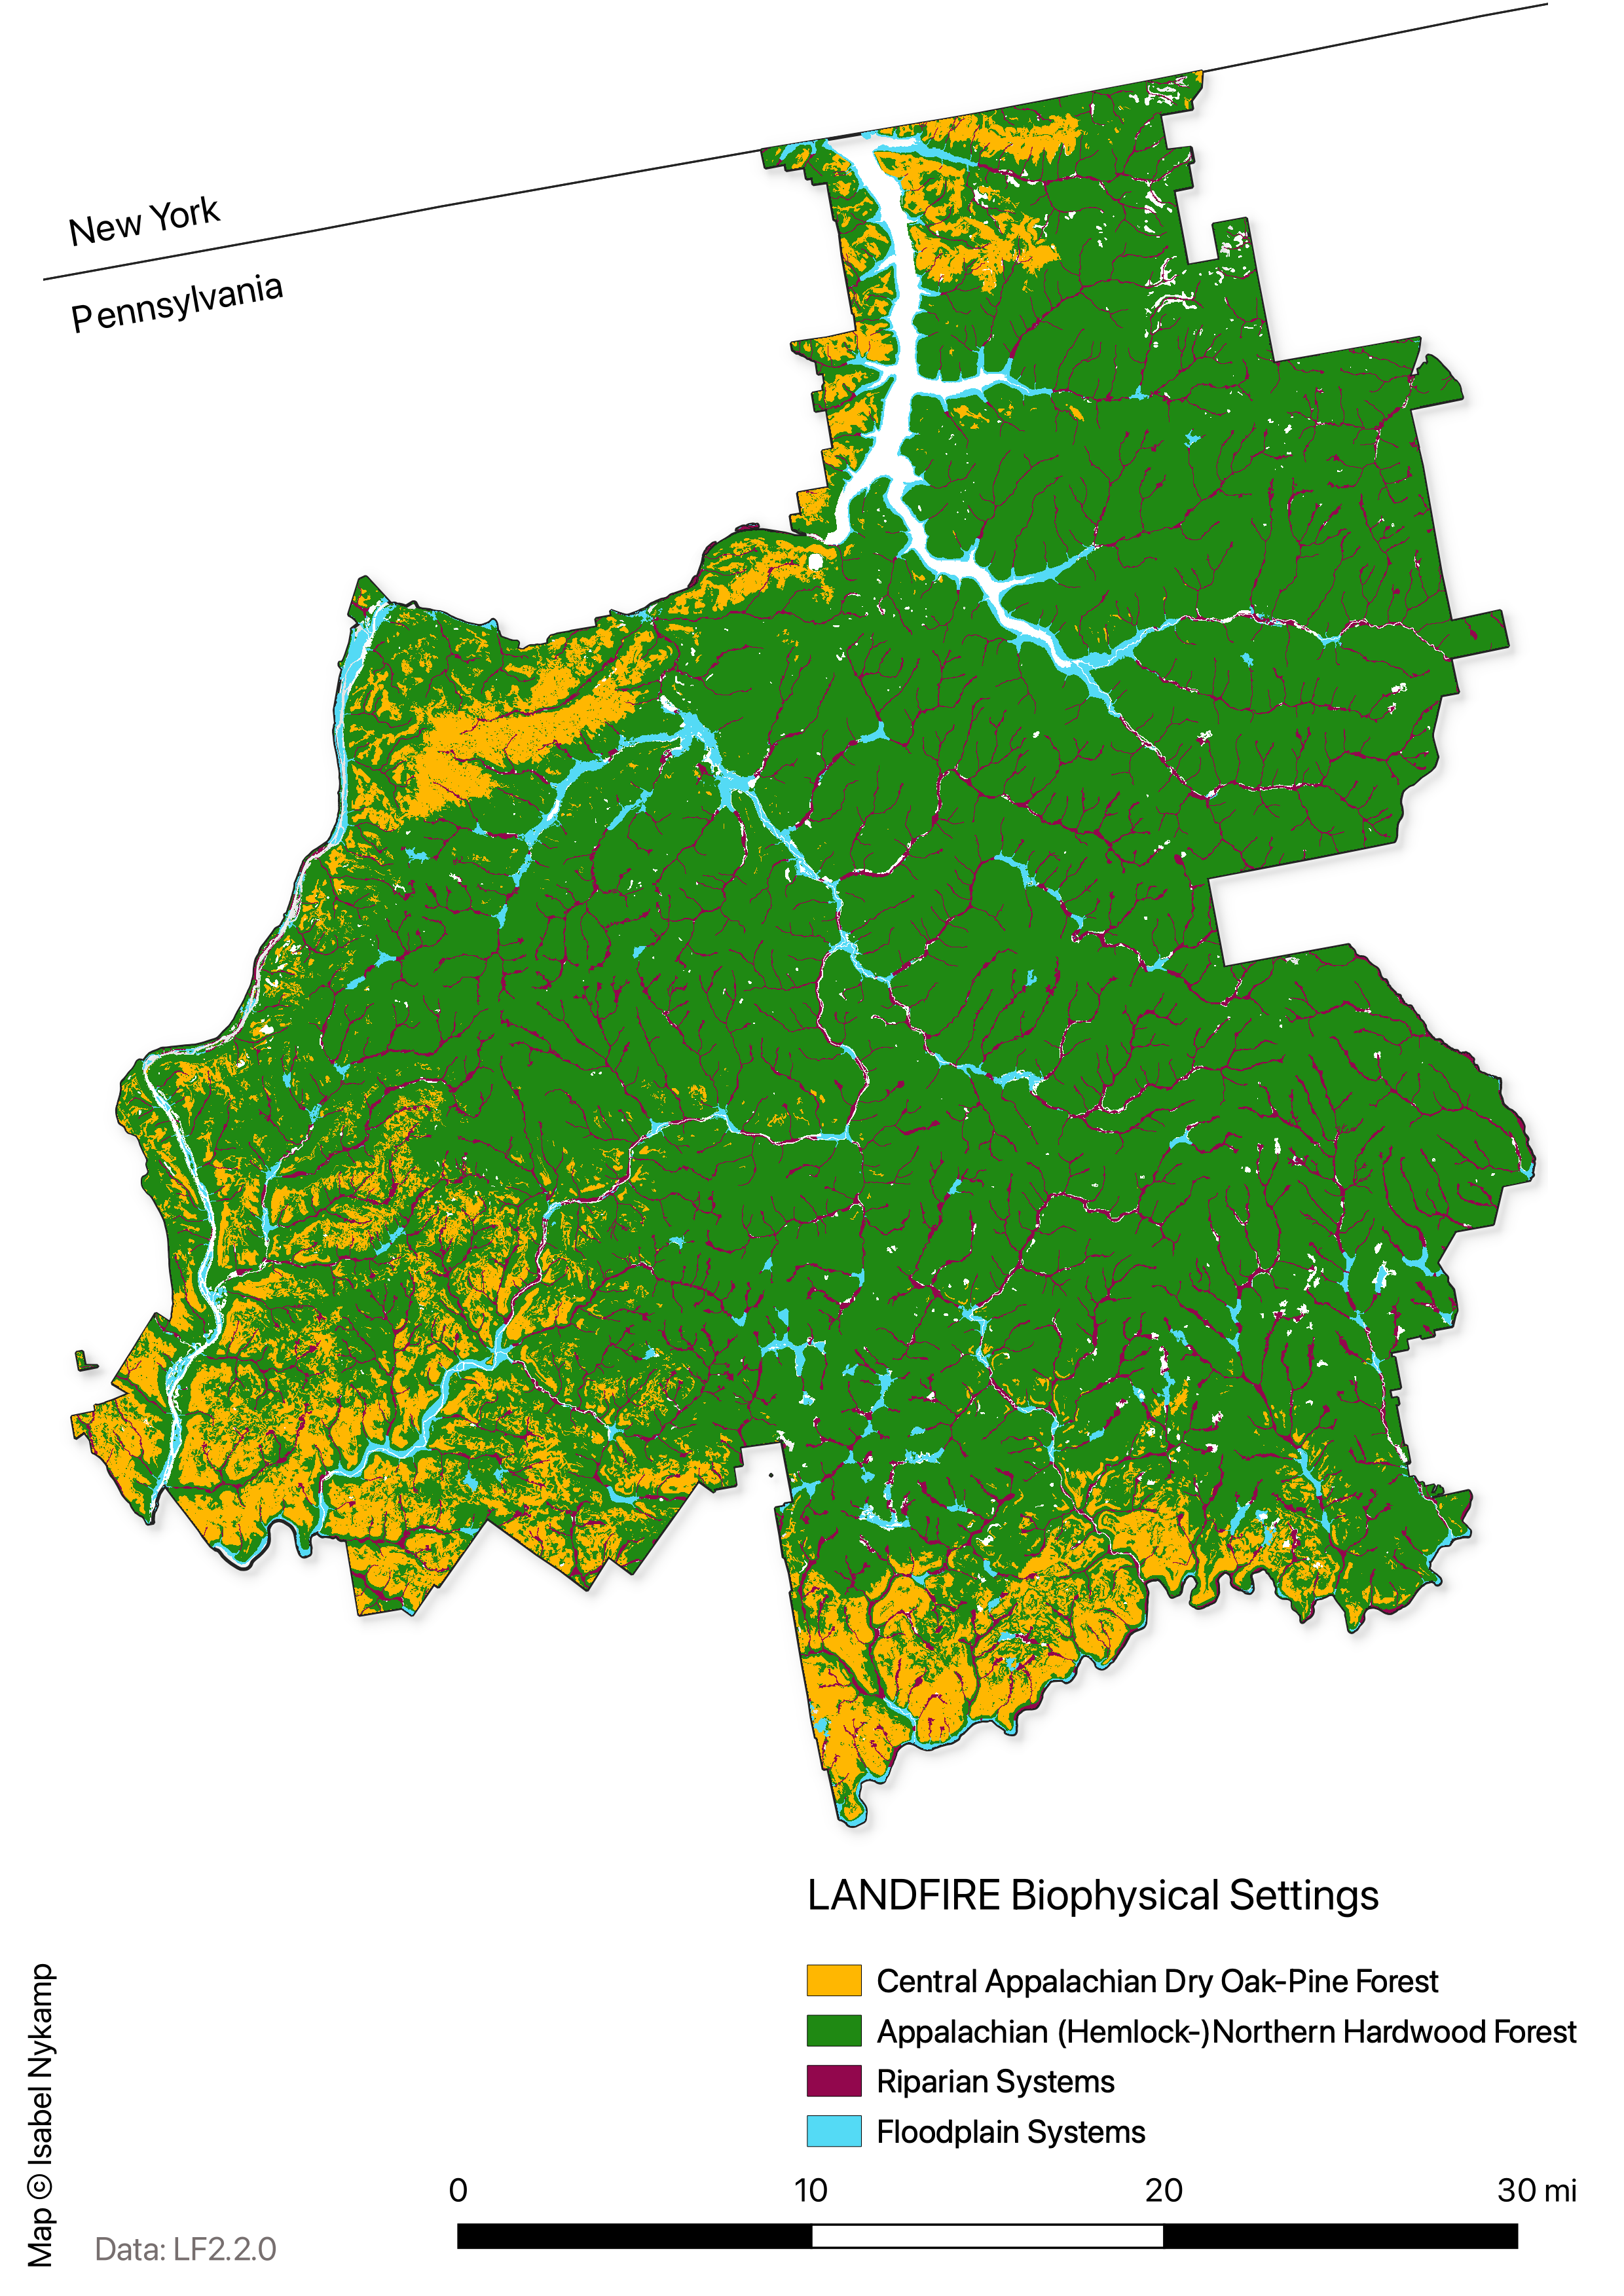 New York
Pennsylvania
LANDFIRE Biophysical Settings
Central Appalachian Dry Oak-Pine Forest
Appalachian (Hemlock-)Northern Hardwood Forest
Riparian Systems
Floodplain Systems
0 10 20 30 mi
Data: LF2.2.0
Map © Isabel Nykamp